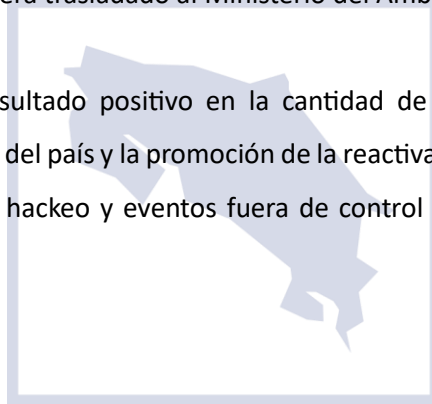 será trasladado al Ministerio del Amb
sultado positivo en la cantidad de
del país y la promoción de la reactiva
hackeo y eventos fuera de control